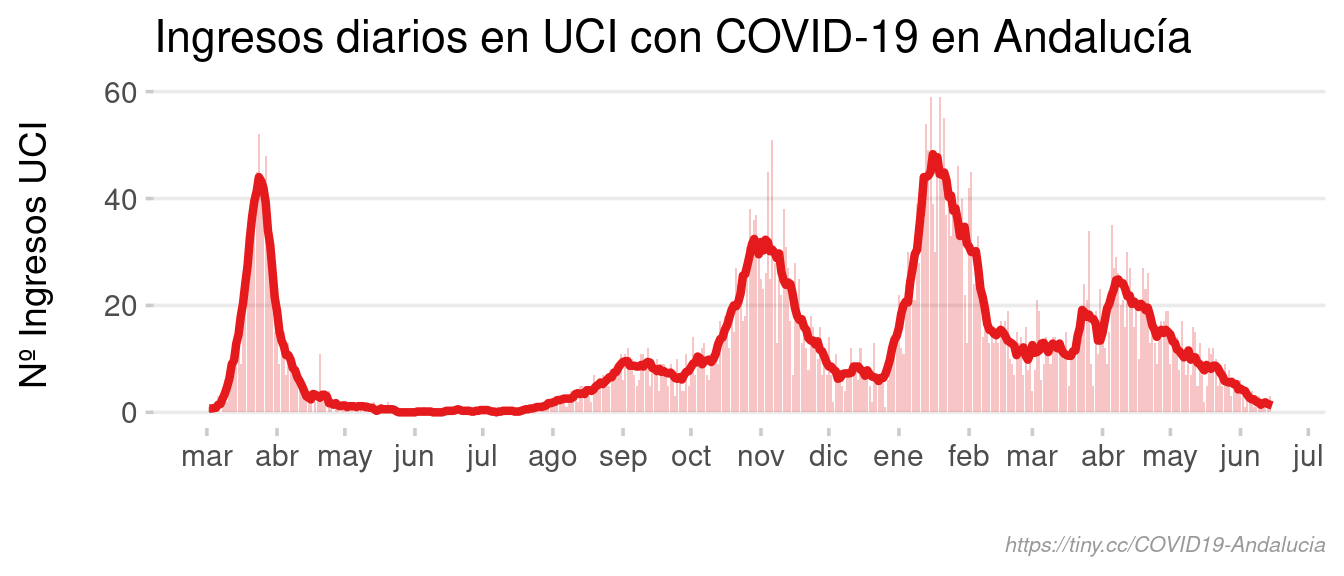 Ingresos diarios en UCI con COVID-19 en Andalucía
Nº Ingresos UCI
60
40
20
0
mar abr may jun jul ago sep oct nov dic ene feb mar abr may jun jul
https://tiny.cc/COVID19-Andalucia